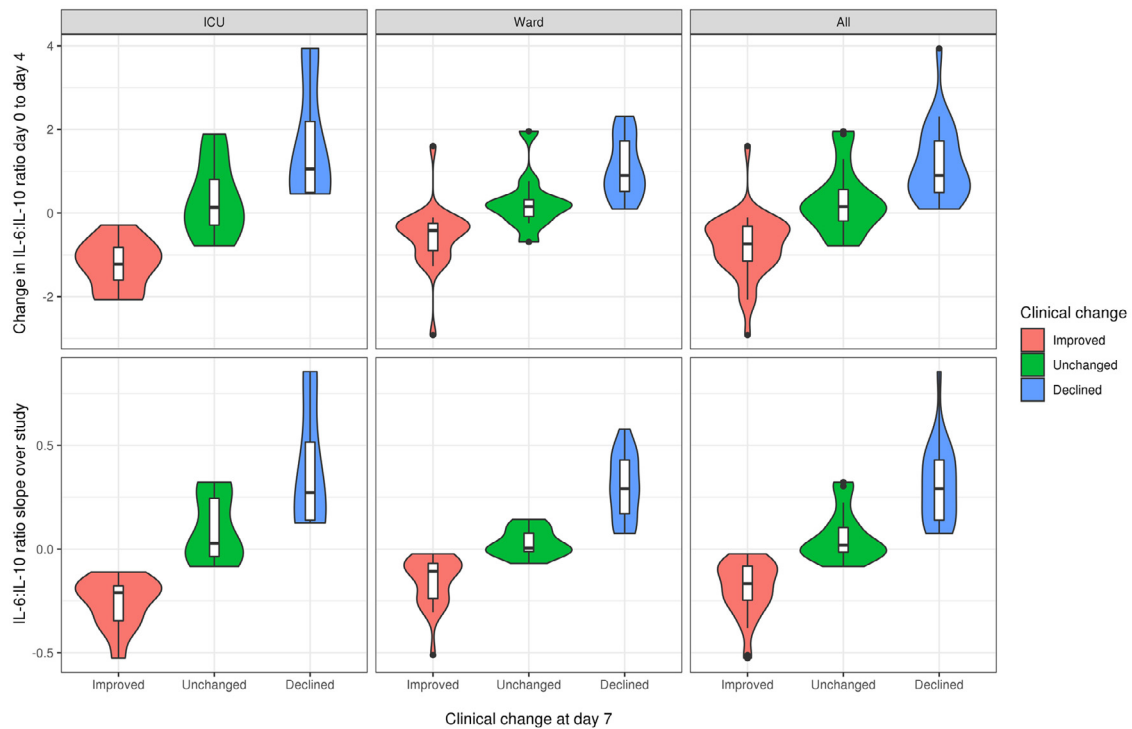 ICU Ward All
Change in IL-6:IL-10 ratio day 0 to day 4
4
2
0
-2
IL-6:IL-10 ratio slope over study
0.5
0.0
-0.5
Improved Unchanged Declined Improved Unchanged Declined Improved Unchanged Declined
Clinical change at day 7
Clinical change
Improved
Unchanged
Declined